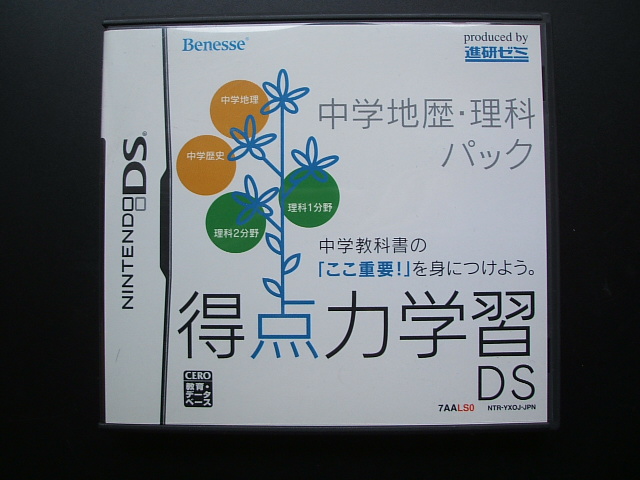 Benesse®
produced by
進研ゼミ
中学地理
中学地歴・理科
パック
中学歴史
理科1分野
理科2分野
中学教科書の
「ここ重要!」を身につけよう。
得点力学習
DS
NINTENDO DS®
CERO
教育・
データ
ベース
7AALS0
NTR-YXOJ-JPN